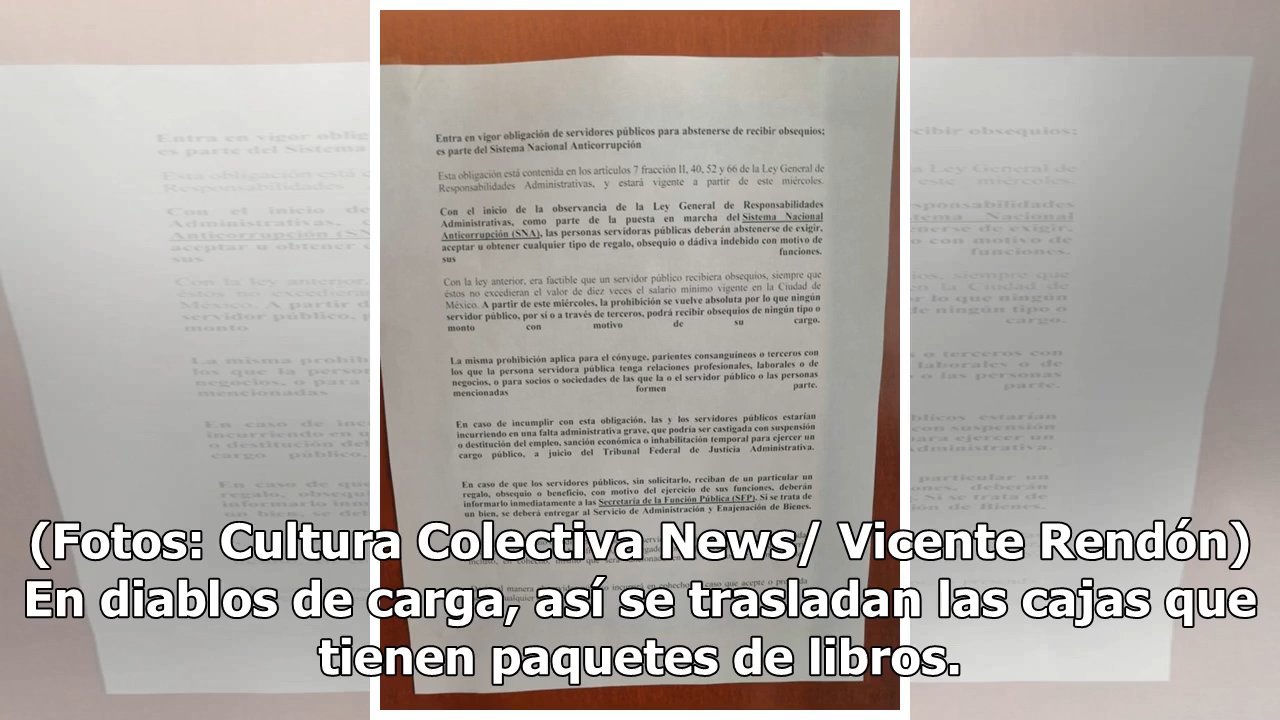 Entra en vigor obligación de servidores públicos para abstenerse de recibir obsequios;
es parte del Sistema Nacional Anticorrupción
Esta obligación está contenida en los artículos 7 fracción II, 40, 52 y 66 de la Ley General de
Responsabilidades Administrativas, y estará vigente a partir de este miércoles.
Con el inicio de la observancia de la Ley General de Responsabilidades
Administrativas, como parte de la puesta en marcha del Sistema Nacional
Anticorrupción (SNA), las personas servidoras públicas deberán abstenerse de exigir,
aceptar u obtener cualquier tipo de regalo, obsequio o dádiva indebido con motivo de
sus funciones.
Con la ley anterior, era factible que un servidor público recibiera obsequios, siempre que
éstos no excedieran el valor de diez veces el salario mínimo vigente en la Ciudad de
México. A partir de este miércoles, la prohibición se vuelve absoluta por lo que ningún
servidor público, por sí o a través de terceros, podrá recibir obsequios de ningún tipo o
monto con motivo de su cargo.
La misma prohibición aplica para el cónyuge, parientes consanguíneos o terceros con
los que la persona servidora pública tenga relaciones profesionales, laborales o de
negocios, o para socios o sociedades de las que la o el servidor público o las personas
mencionadas formen parte.
En caso de incumplir con esta obligación, las y los servidores públicos estarían
incurriendo en una falta administrativa grave, que podría ser castigada con suspensión
o destitución del empleo, sanción económica o inhabilitación temporal para ejercer un
cargo público, a juicio del Tribunal Federal de Justicia Administrativa.
En caso de que los servidores públicos, sin solicitarlo, reciban de un particular un
regalo, obsequio o beneficio, con motivo del ejercicio de sus funciones, deberán
informarlo inmediatamente a las Secretaría de la Función Pública (SFP). Si se trata de
un bien, se deberá entregar al Servicio de Administración y Enajenación de Bienes.
(Fotos: Cultura Colectiva News/ Vicente Rendón)
En diablos de carga, así se trasladan las cajas que
tienen paquetes de libros.